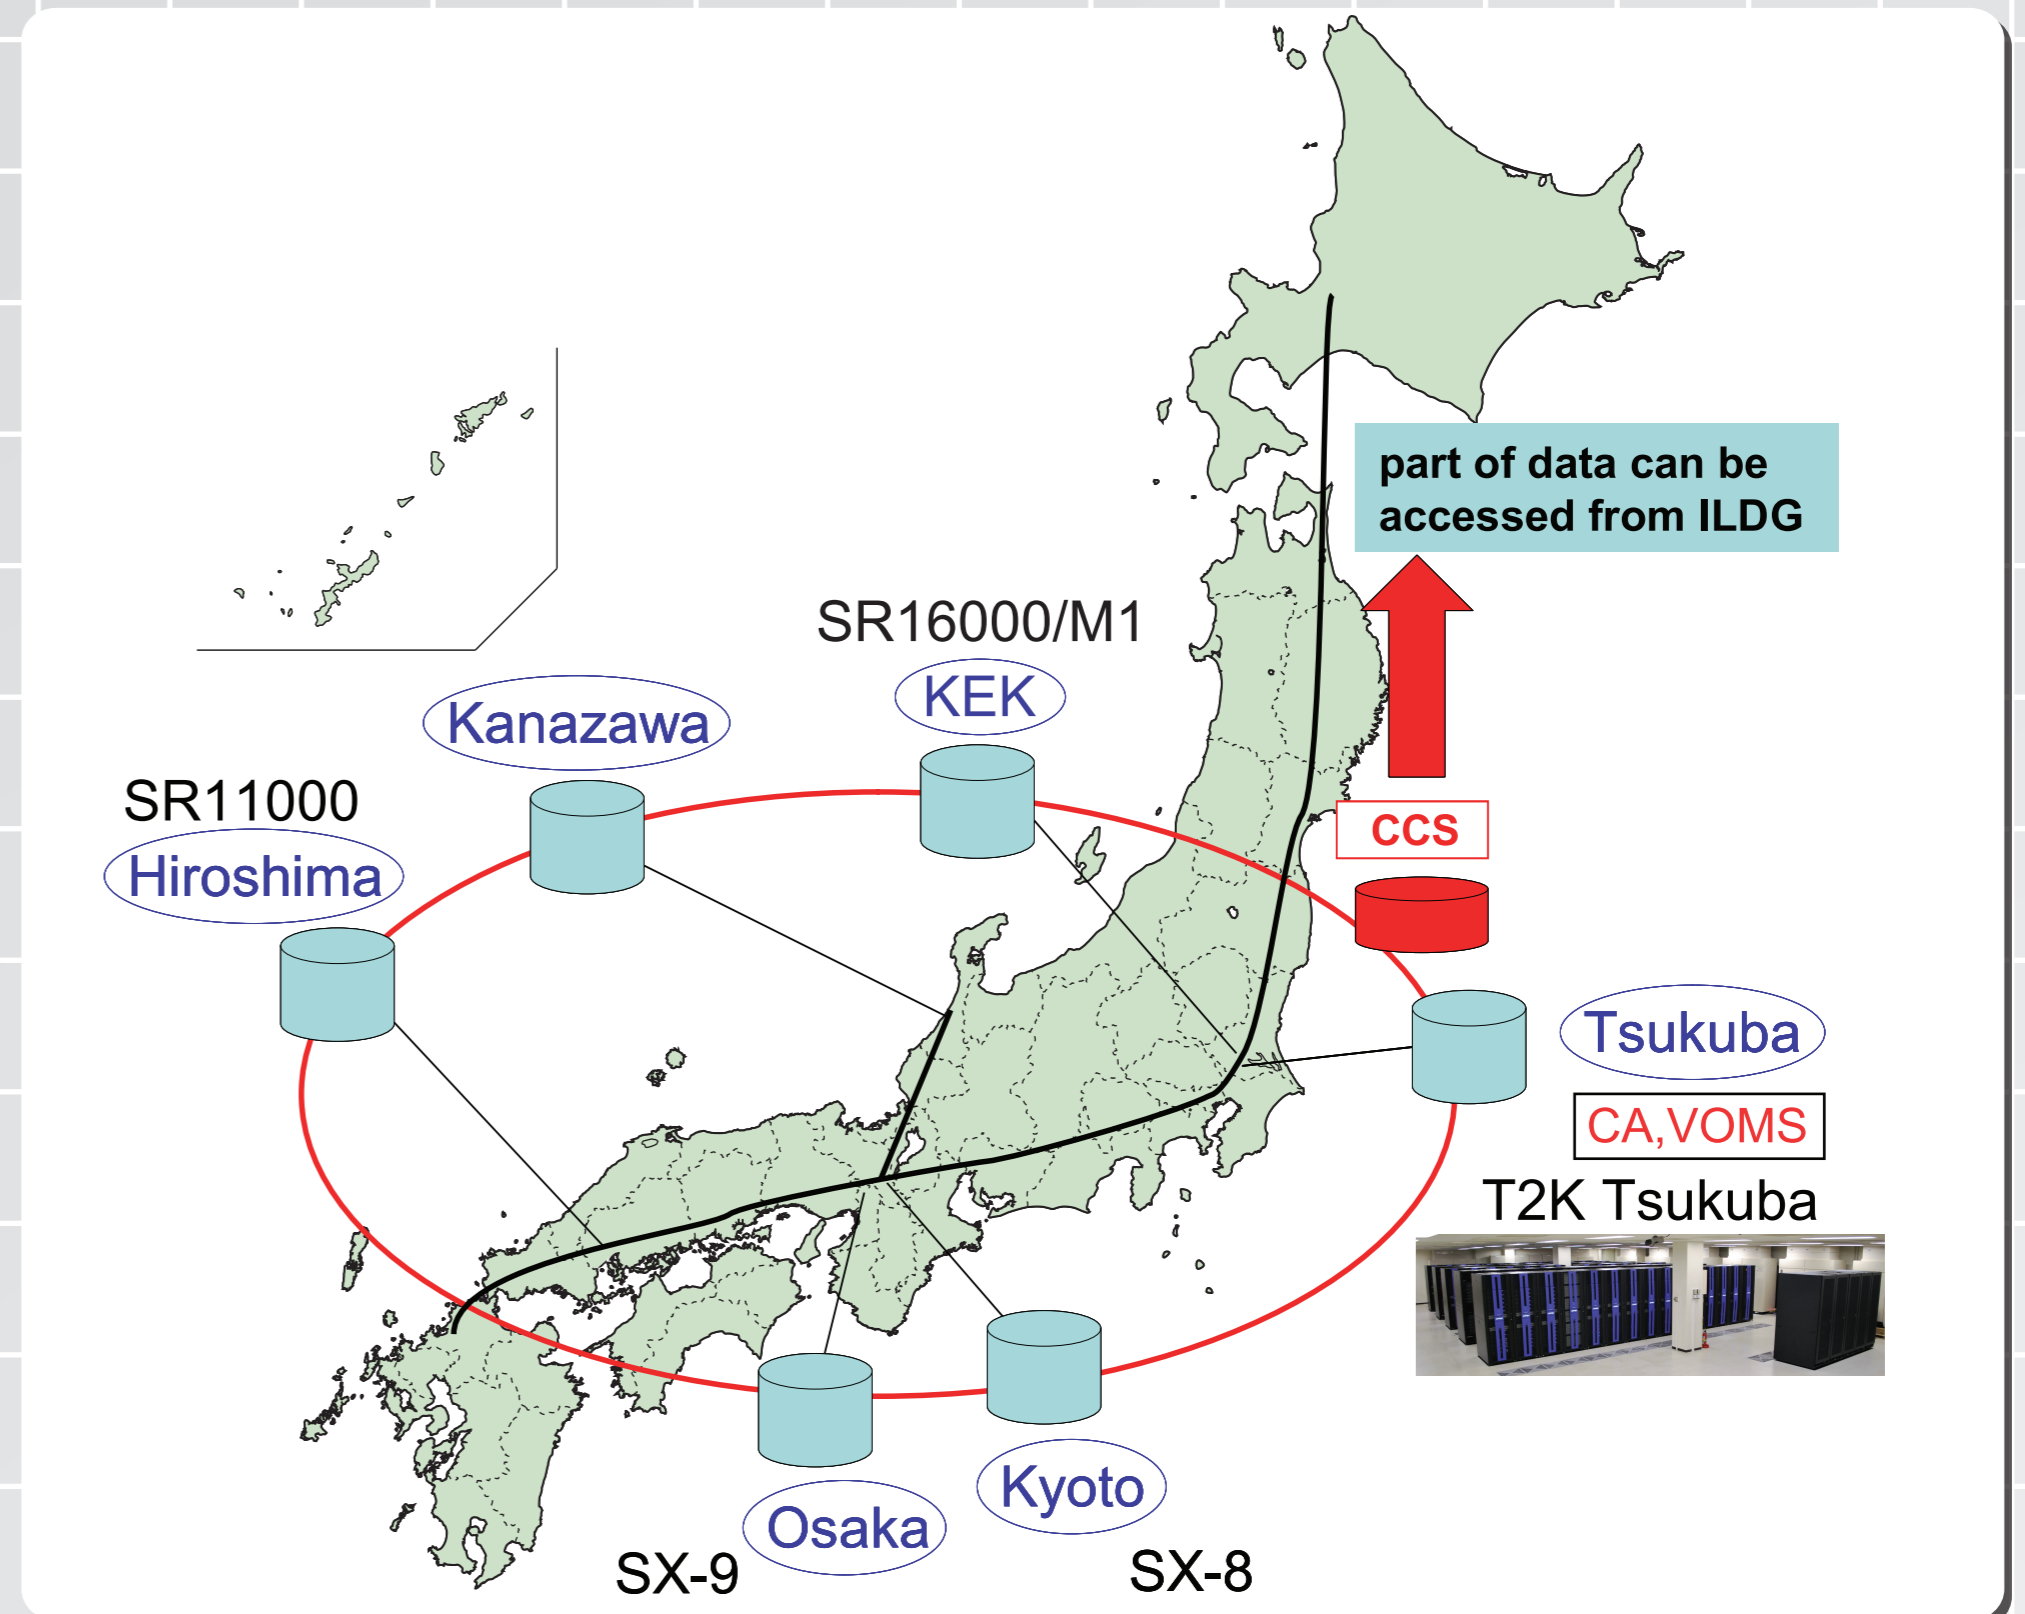 part of data can be
accessed from ILDG
SR16000/M1
KEK
Kanazawa
SR11000
Hiroshima
CCS
Tsukuba
CA,VOMS
T2K Tsukuba
Kyoto
Osaka
SX-9
SX-8